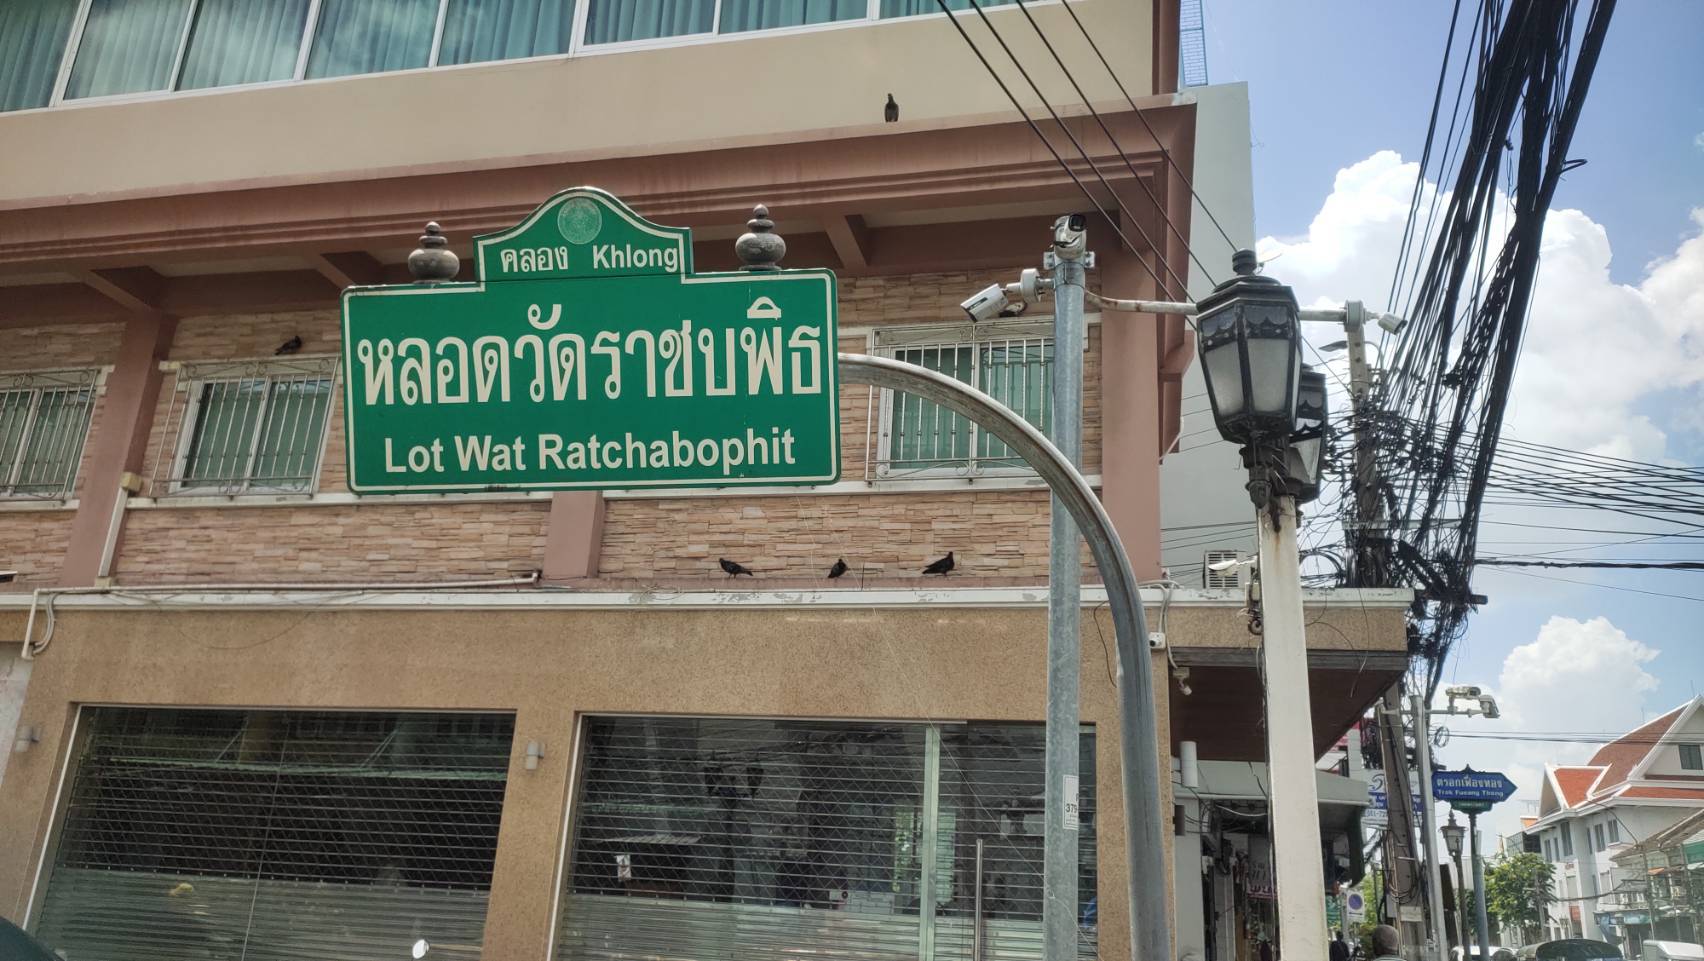 คลอง Khlong
หลอดวัดราชบพิธ
Lot Wat Ratchabophit
379
ตรอกเฟื่องทอง
Trok Fueang Thong